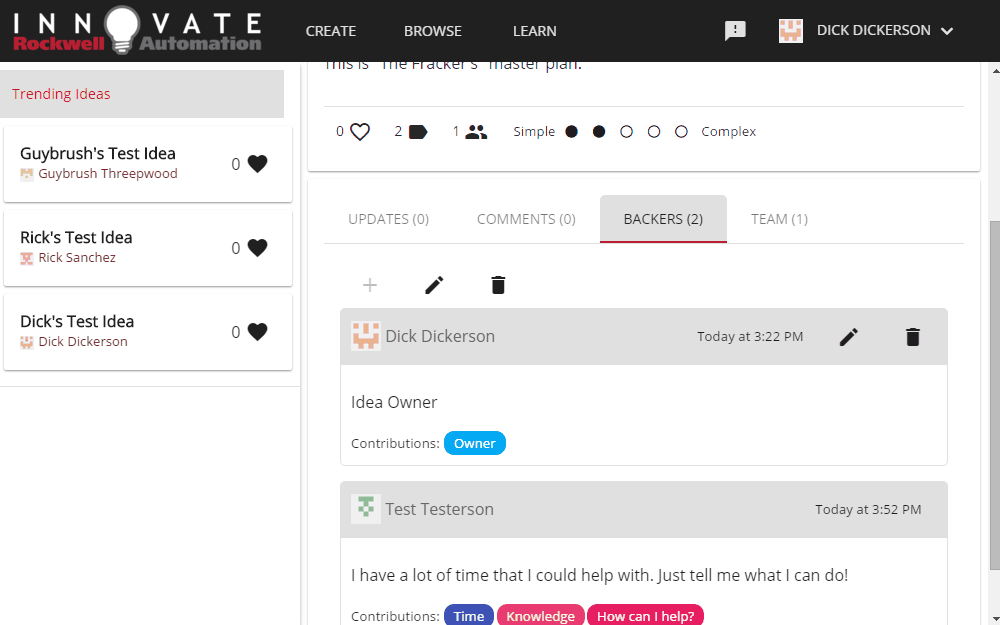 INNOVATE
Rockwell Automation
CREATE
BROWSE
LEARN
DICK DICKERSON
Trending Ideas
Guybrush's Test Idea
Guybrush Threepwood
0
Rick's Test Idea
Rick Sanchez
0
Dick's Test Idea
Dick Dickerson
0
This is "The Fracker's" master plan.
0 2 1 Simple Complex
UPDATES (0) COMMENTS (0) BACKERS (2) TEAM (1)
Dick Dickerson Today at 3:22 PM
Idea Owner
Contributions: Owner
Test Testerson Today at 3:52 PM
I have a lot of time that I could help with. Just tell me what I can do!
Contributions: Time Knowledge How can I help?